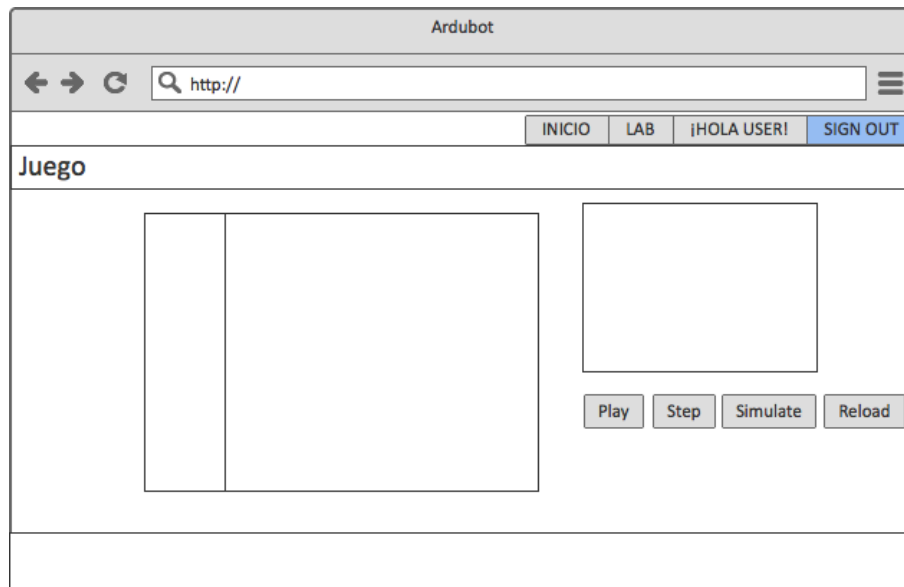 Ardubot
http://
INICIO LAB ¡HOLA USER! SIGN OUT
Juego
Play Step Simulate Reload